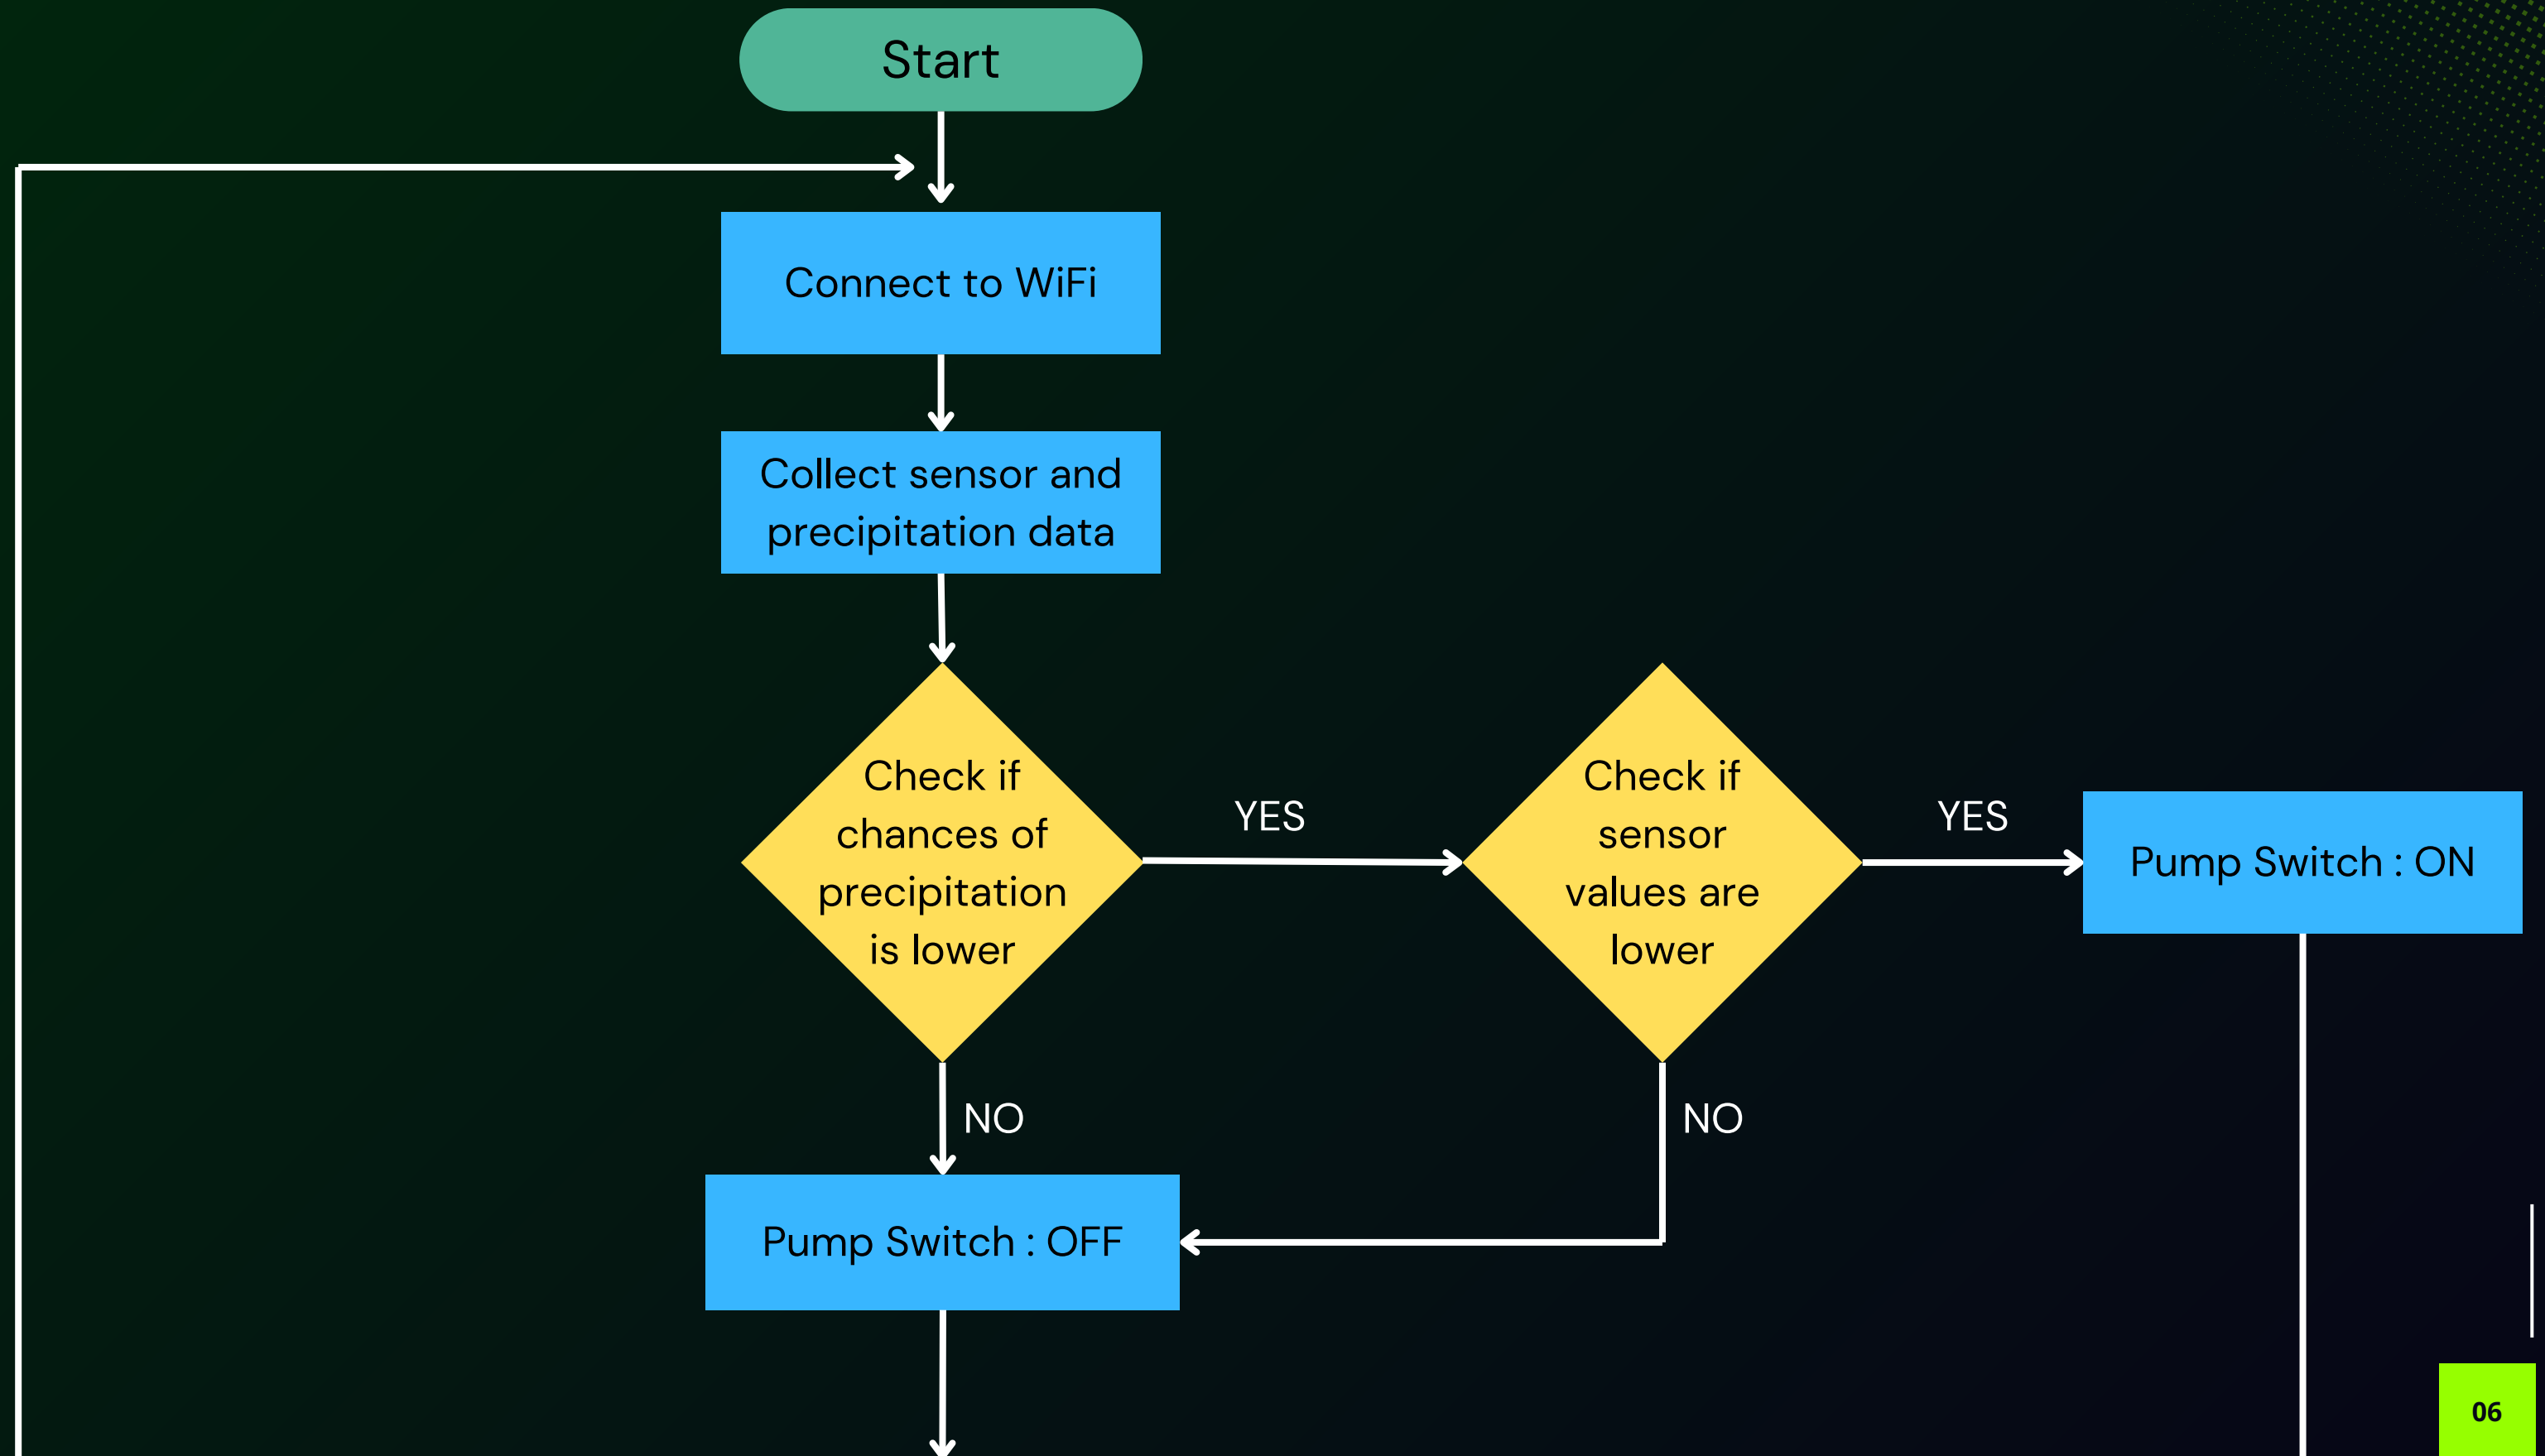 Start
Connect to WiFi
Collect sensor and
precipitation data
Check if
chances of
precipitation
is lower
YES
Check if
sensor
values are
lower
YES
Pump Switch : ON
NO
NO
Pump Switch : OFF
06